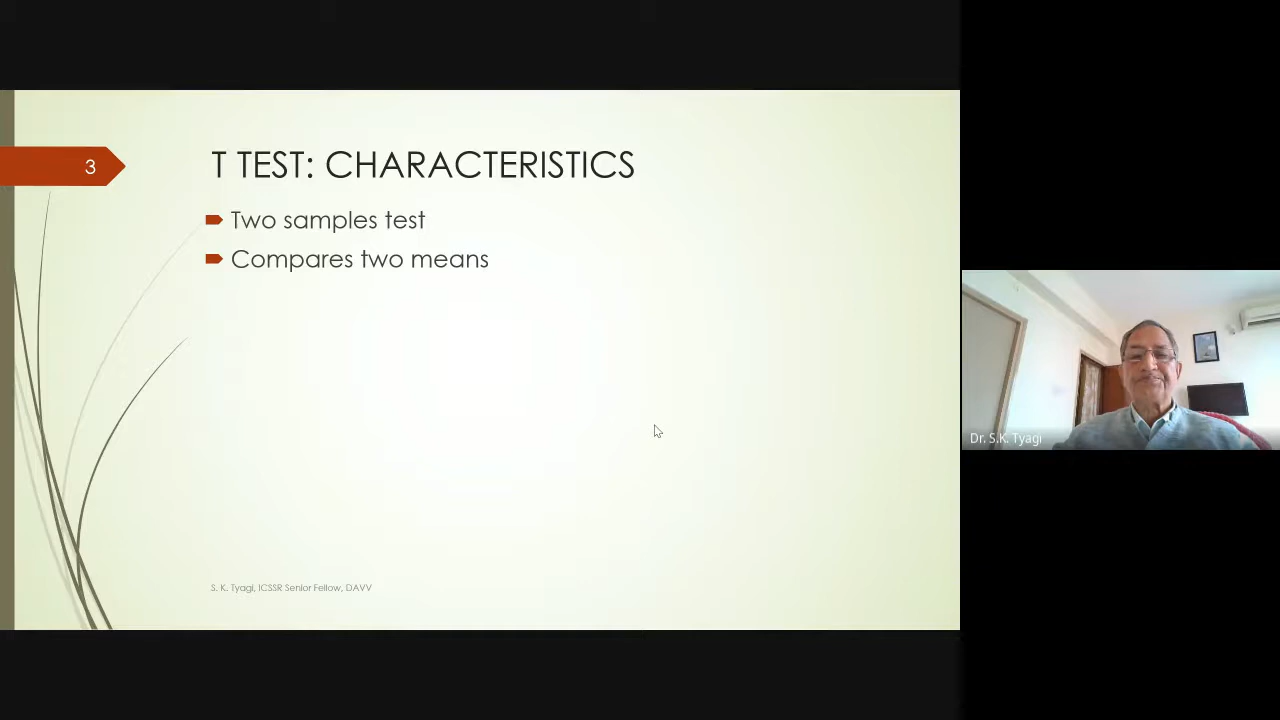 3
T TEST: CHARACTERISTICS
Two samples test
Compares two means
S. K. Tyagi, ICSSR Senior Fellow, DAVV
Dr. S.K. Tyagi